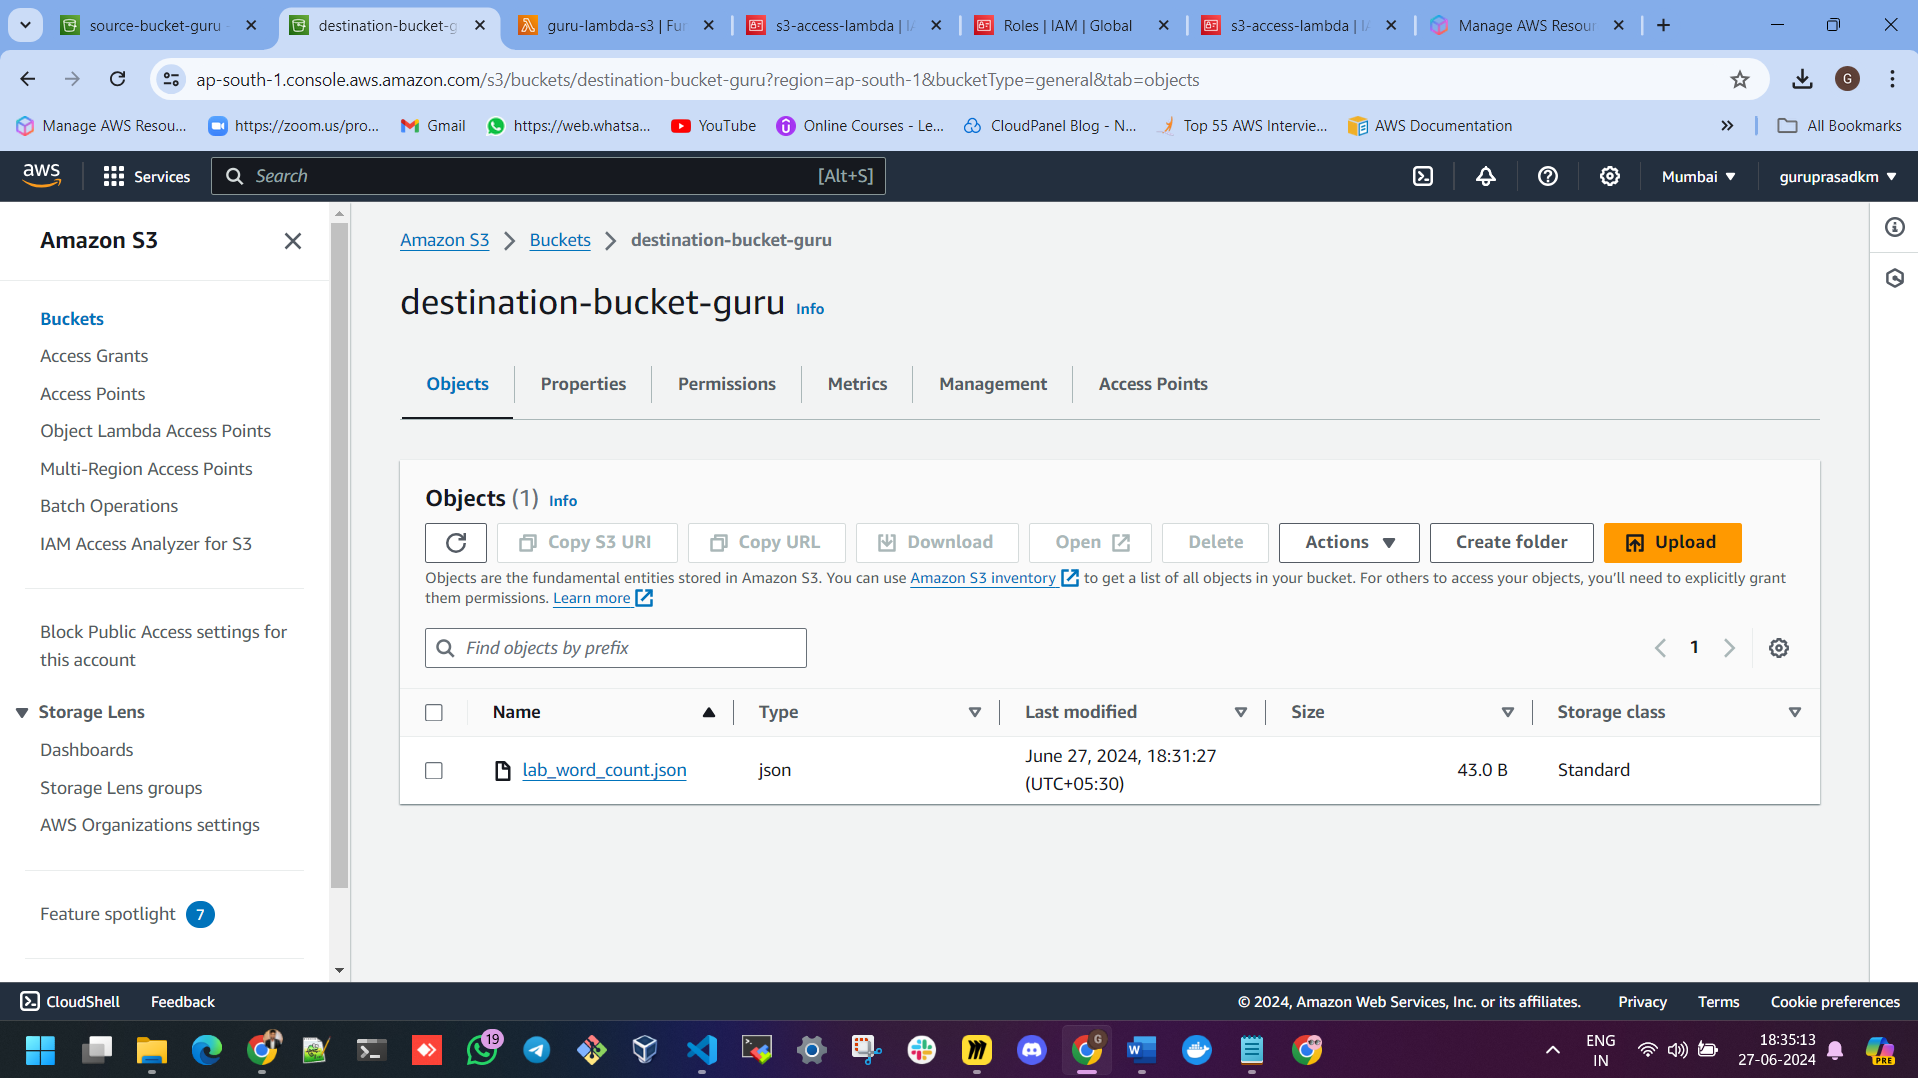 source-bucket-guru -
destination-bucket-g
guru-lambda-s3 | Fun
s3-access-lambda | IA
Roles | IAM | Global
s3-access-lambda | IA
Manage AWS Resour
ap-south-1.console.aws.amazon.com/s3/buckets/destination-bucket-guru?region=ap-south-1&bucketType=general&tab=objects
G
Manage AWS Resou...
https://zoom.us/pro...
Gmail
https://web.whatsa...
YouTube
Online Courses - Le...
CloudPanel Blog - N...
Top 55 AWS Intervie...
AWS Documentation
All Bookmarks
aws
Services
Search
[Alt+S]
Mumbai
guruprasadkm
Amazon S3
Buckets
Access Grants
Access Points
Object Lambda Access Points
Multi-Region Access Points
Batch Operations
IAM Access Analyzer for S3
Block Public Access settings for
this account
Storage Lens
Dashboards
Storage Lens groups
AWS Organizations settings
Feature spotlight 7
Amazon S3 > Buckets > destination-bucket-guru
destination-bucket-guru Info
Objects
Properties
Permissions
Metrics
Management
Access Points
Objects (1) Info
Copy S3 URI
Copy URL
Download
Open
Delete
Actions
Create folder
Upload
Objects are the fundamental entities stored in Amazon S3. You can use Amazon S3 inventory to get a list of all objects in your bucket. For others to access your objects, you'll need to explicitly grant
them permissions. Learn more
Find objects by prefix
1
Name
Type
Last modified
Size
Storage class
lab_word_count.json
json
June 27, 2024, 18:31:27
(UTC+05:30)
43.0 B
Standard
CloudShell
Feedback
© 2024, Amazon Web Services, Inc. or its affiliates.
Privacy
Terms
Cookie preferences
19
G
ENG
IN
18:35:13
27-06-2024
PRE